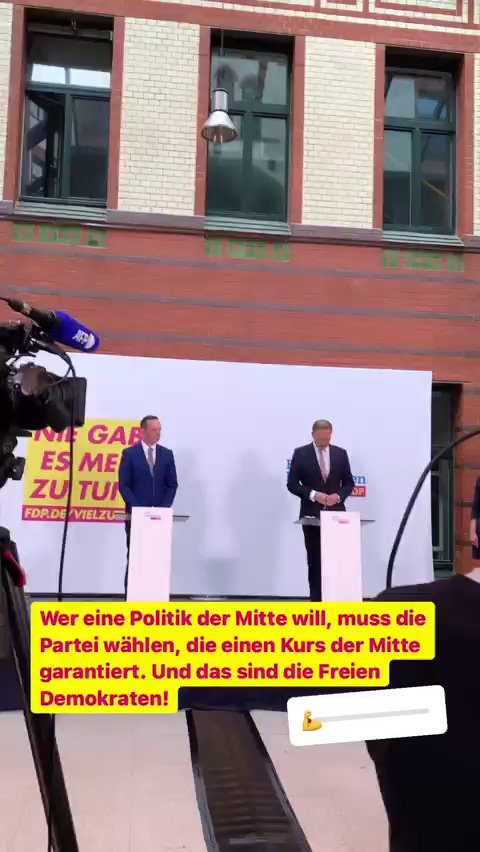 AFP
NIE GAB
ES ME
ZU TUN
FDP.DE/VIELZU
FDP
Wer eine Politik der Mitte will, muss die
Partei wählen, die einen Kurs der Mitte
garantiert. Und das sind die Freien
Demokraten!